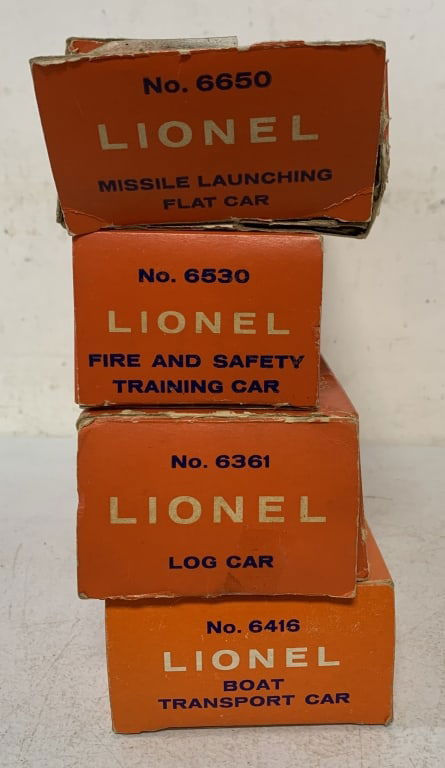 No. 6650
LIONEL
MISSILE LAUNCHING
FLAT CAR
No. 6530
LIONEL
FIRE AND SAFETY
TRAINING CAR
No. 6361
LIONEL
LOG CAR
No. 6416
LIONEL
BOAT
TRANSPORT CAR